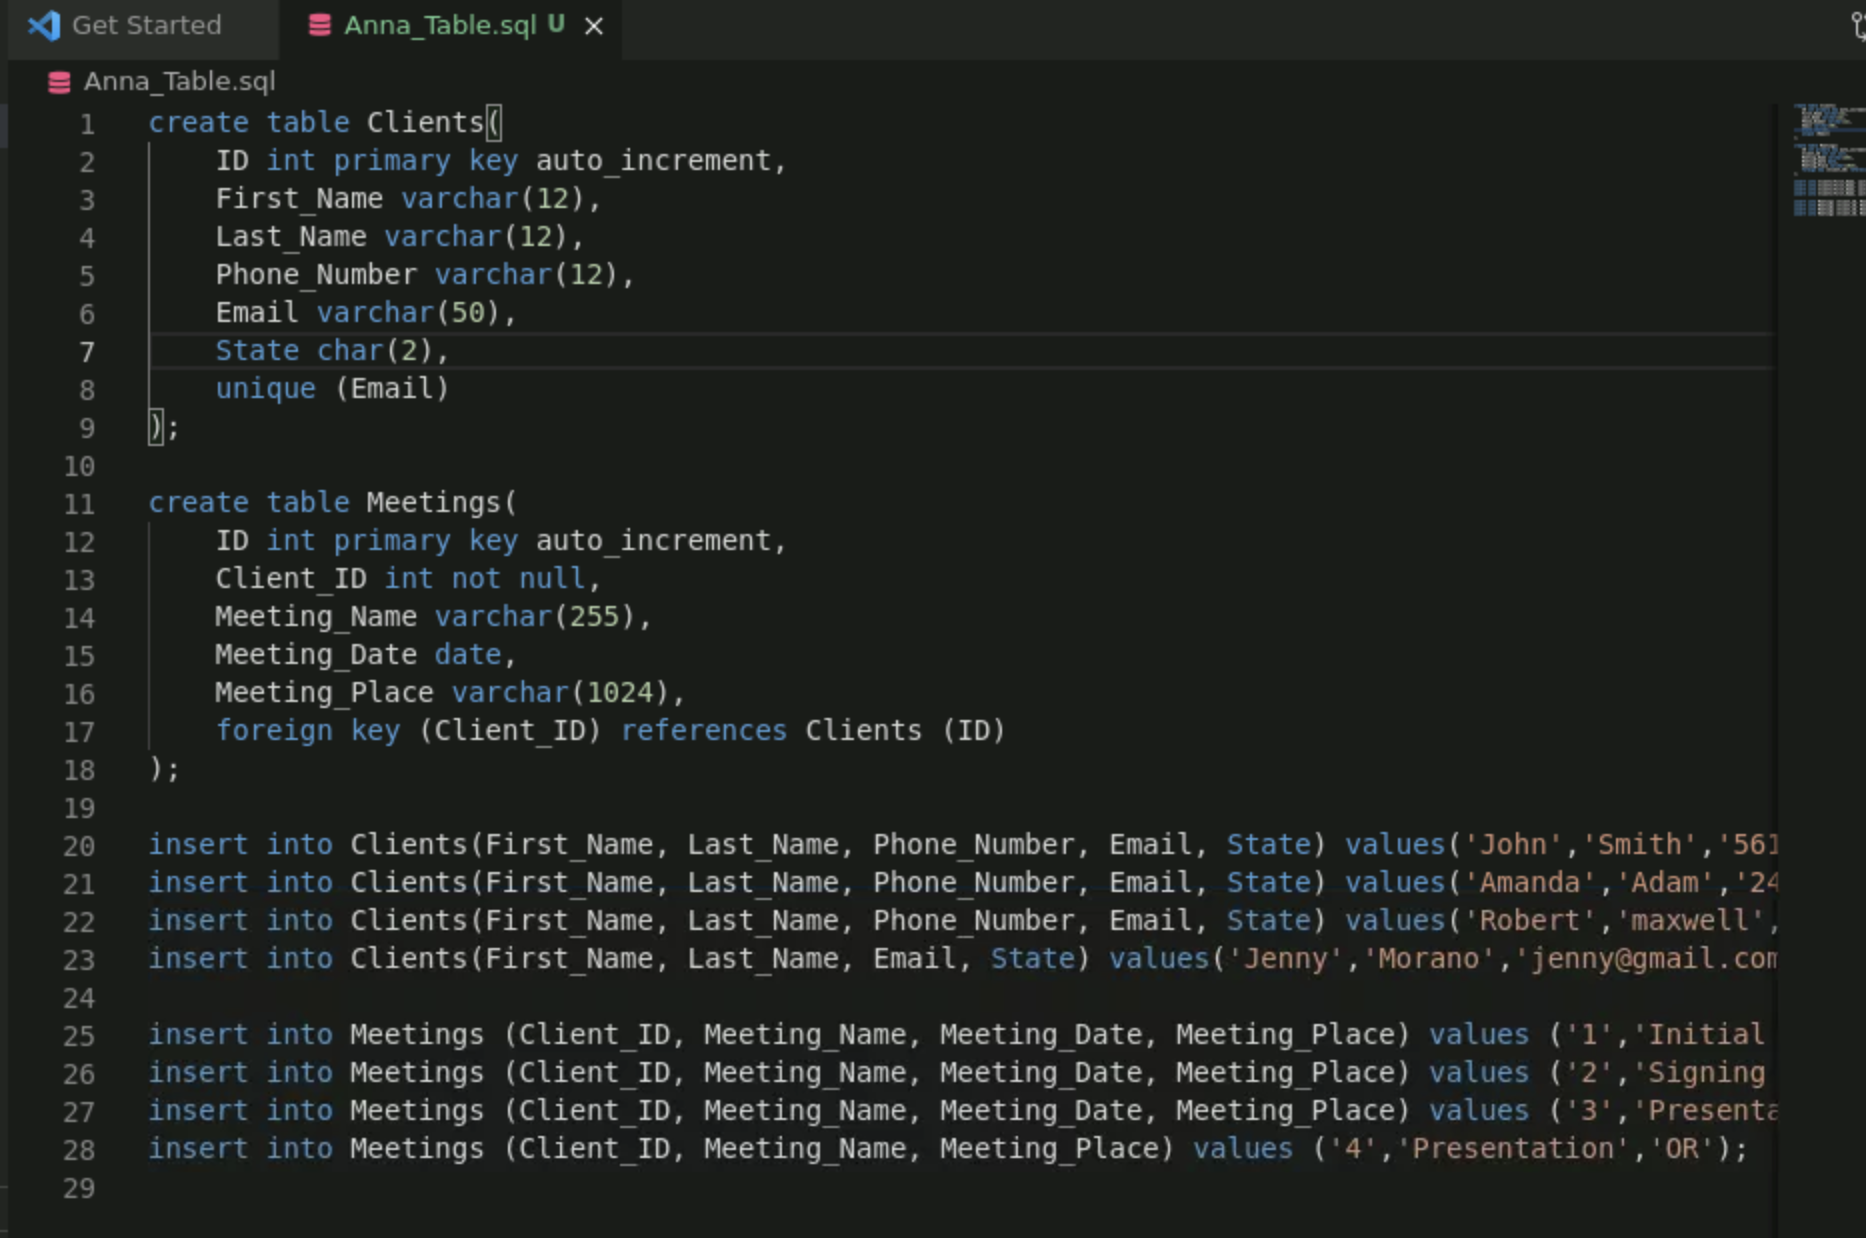 Get Started
Anna_Table.sql U
Anna_Table.sql
1 create table Clients(
2 ID int primary key auto_increment,
3 First_Name varchar(12),
4 Last_Name varchar(12),
5 Phone_Number varchar(12),
6 Email varchar(50),
7 State char(2),
8 unique (Email)
9 );
10
11 create table Meetings(
12 ID int primary key auto_increment,
13 Client_ID int not null,
14 Meeting_Name varchar(255),
15 Meeting_Date date,
16 Meeting_Place varchar(1024),
17 foreign key (Client_ID) references Clients (ID)
18 );
19
20 insert into Clients(First_Name, Last_Name, Phone_Number, Email, State) values('John','Smith','561
21 insert into Clients(First_Name, Last_Name, Phone_Number, Email, State) values('Amanda','Adam','24
22 insert into Clients(First_Name, Last_Name, Phone_Number, Email, State) values('Robert','maxwell',
23 insert into Clients(First_Name, Last_Name, Email, State) values('Jenny','Morano','jenny@gmail.com
24
25 insert into Meetings (Client_ID, Meeting_Name, Meeting_Date, Meeting_Place) values ('1','Initial
26 insert into Meetings (Client_ID, Meeting_Name, Meeting_Date, Meeting_Place) values ('2','Signing
27 insert into Meetings (Client_ID, Meeting_Name, Meeting_Date, Meeting_Place) values ('3','Presenta
28 insert into Meetings (Client_ID, Meeting_Name, Meeting_Place) values ('4','Presentation','OR');
29